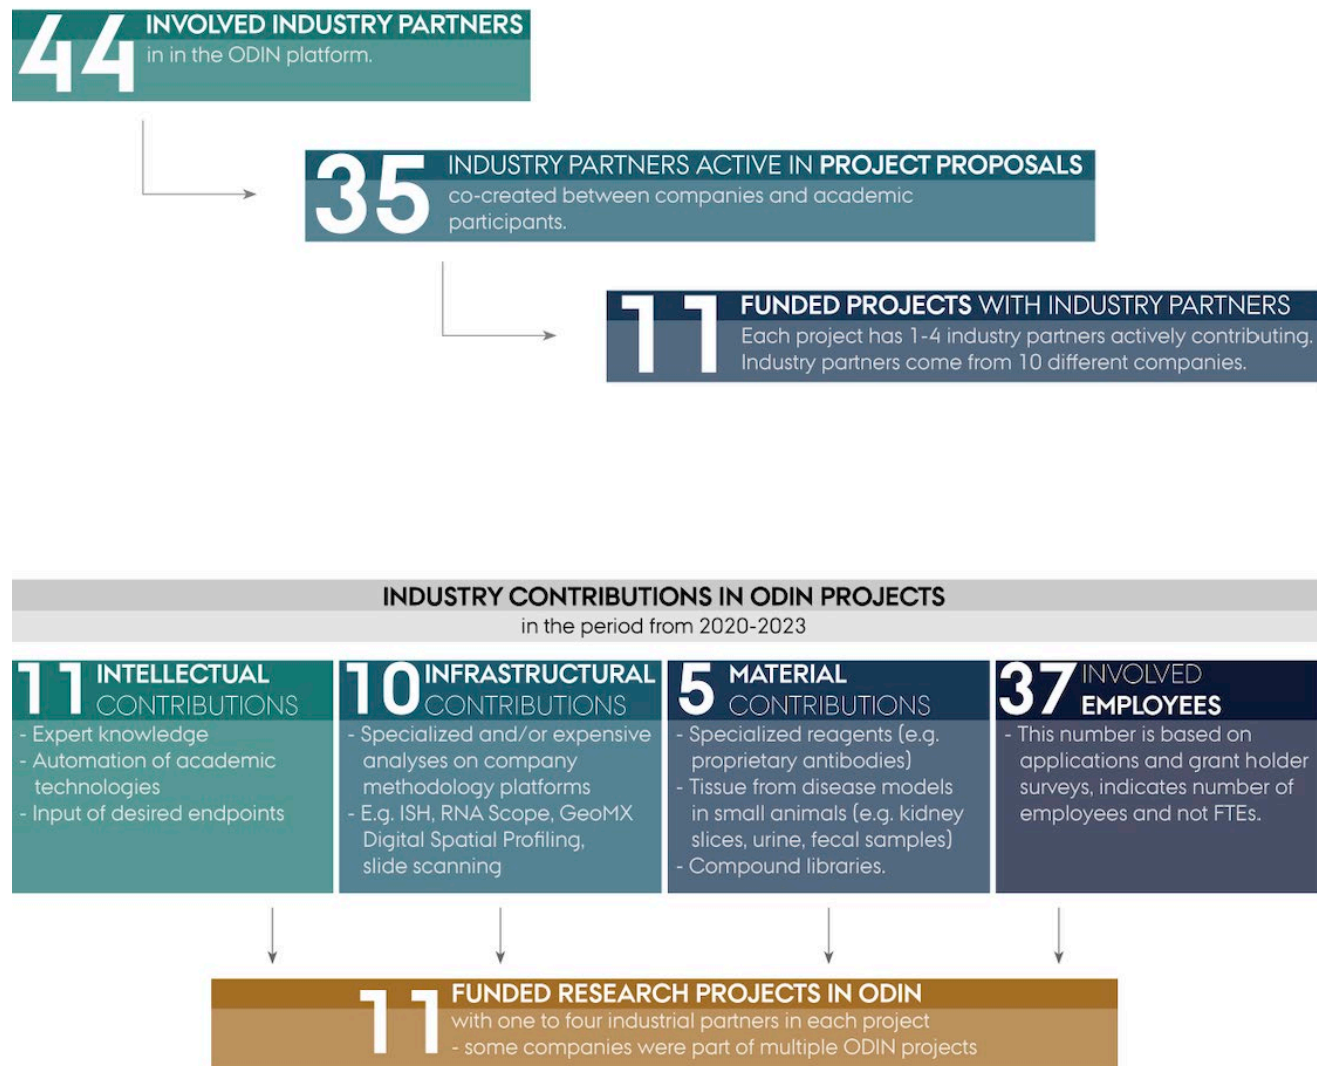 44 INVOLVED INDUSTRY PARTNERS
in in the ODIN platform.
35 INDUSTRY PARTNERS ACTIVE IN PROJECT PROPOSALS
co-created between companies and academic
participants.
11 FUNDED PROJECTS WITH INDUSTRY PARTNERS
Each project has 1-4 industry partners actively contributing.
Industry partners come from 10 different companies.
INDUSTRY CONTRIBUTIONS IN ODIN PROJECTS
in the period from 2020-2023
11 INTELLECTUAL
CONTRIBUTIONS
- Expert knowledge
- Automation of academic
technologies
- Input of desired endpoints
10 INFRASTRUCTURAL
CONTRIBUTIONS
- Specialized and/or expensive
analyses on company
methodology platforms
- E.g. ISH, RNA Scope, GeoMX
Digital Spatial Profiling,
slide scanning
5 MATERIAL
CONTRIBUTIONS
- Specialized reagents (e.g.
proprietary antibodies)
- Tissue from disease models
in small animals (e.g. kidney
slices, urine, fecal samples)
- Compound libraries.
37 INVOLVED
EMPLOYEES
- This number is based on
applications and grant holder
surveys, indicates number of
employees and not FTEs.
11 FUNDED RESEARCH PROJECTS IN ODIN
with one to four industrial partners in each project
- some companies were part of multiple ODIN projects